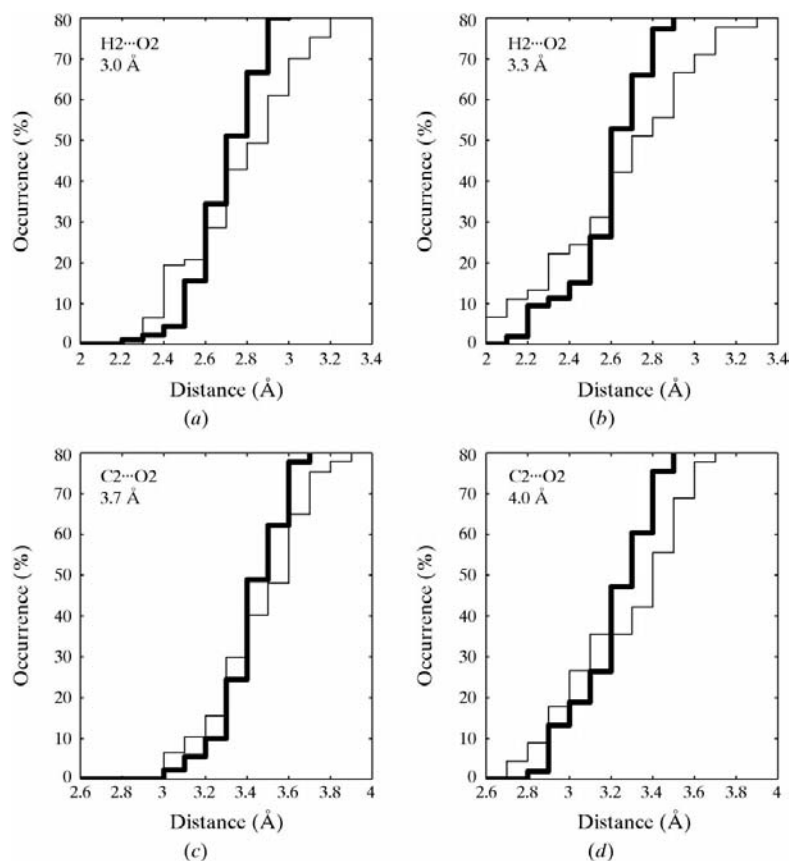 H2···O2
3.0 Å
Occurrence (%)
80
70
60
50
40
30
20
10
0
2 2.2 2.4 2.6 2.8 3 3.2 3.4
Distance (Å)
(a)
H2···O2
3.3 Å
Occurrence (%)
80
70
60
50
40
30
20
10
0
2 2.2 2.4 2.6 2.8 3 3.2 3.4
Distance (Å)
(b)
C2···O2
3.7 Å
Occurrence (%)
80
70
60
50
40
30
20
10
0
2.6 2.8 3 3.2 3.4 3.6 3.8 4
Distance (Å)
(c)
C2···O2
4.0 Å
Occurrence (%)
80
70
60
50
40
30
20
10
0
2.6 2.8 3 3.2 3.4 3.6 3.8 4
Distance (Å)
(d)